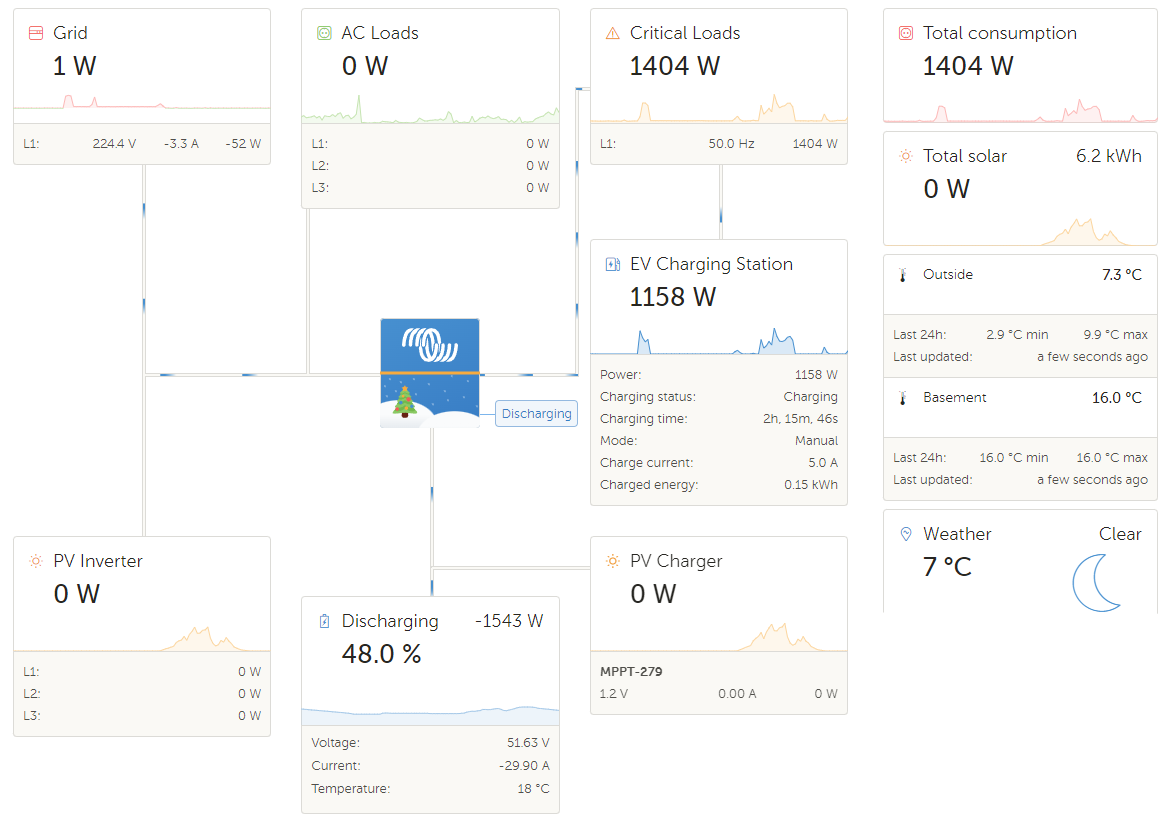 Grid
1 W
L1: 224.4 V -3.3 A -52 W
AC Loads
0 W
L1: 0 W
L2: 0 W
L3: 0 W
Critical Loads
1404 W
L1: 50.0 Hz 1404 W
Total consumption
1404 W
Total solar 6.2 kWh
0 W
EV Charging Station
1158 W
Power: 1158 W
Charging status: Charging
Charging time: 2h, 15m, 46s
Mode: Manual
Charge current: 5.0 A
Charged energy: 0.15 kWh
Outside 7.3 °C
Last 24h: 2.9 °C min 9.9 °C max
Last updated: a few seconds ago
Basement 16.0 °C
Last 24h: 16.0 °C min 16.0 °C max
Last updated: a few seconds ago
Discharging
Weather Clear
7 °C
PV Inverter
0 W
L1: 0 W
L2: 0 W
L3: 0 W
Discharging -1543 W
48.0 %
Voltage: 51.63 V
Current: -29.90 A
Temperature: 18 °C
PV Charger
0 W
MPPT-279
1.2 V 0.00 A 0 W